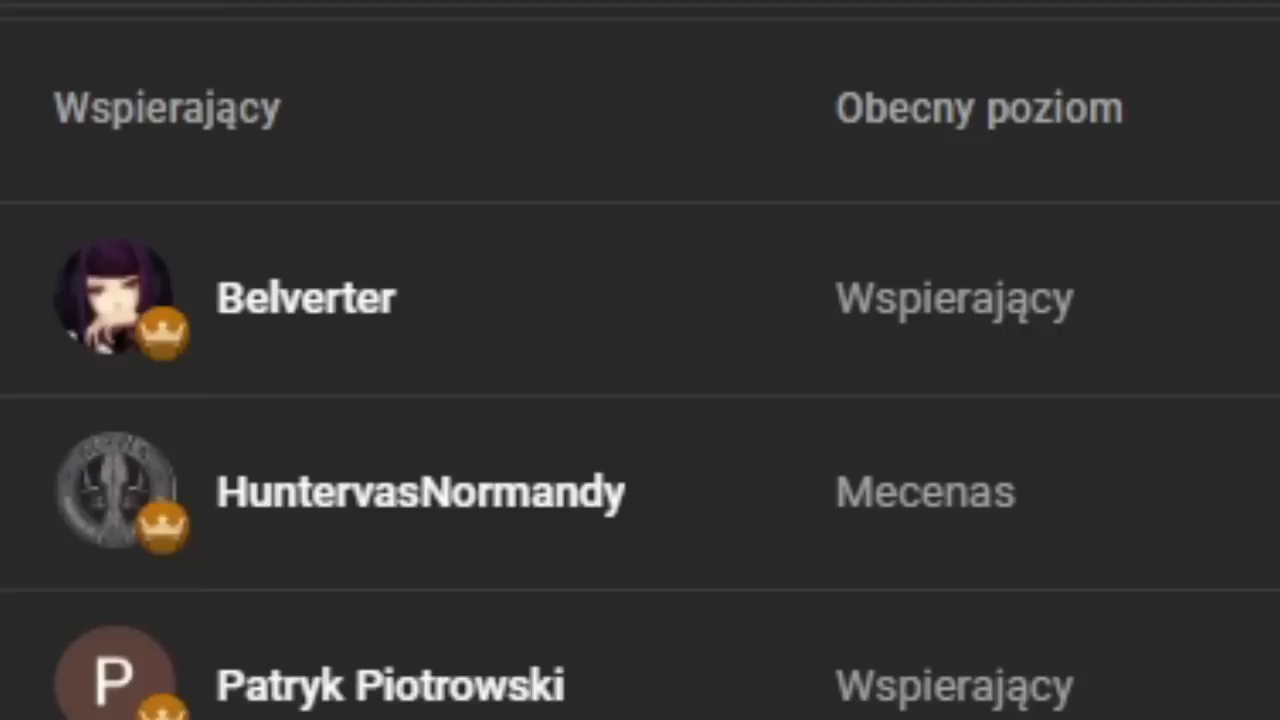 Wspierający Obecny poziom
Belverter Wspierający
HuntervasNormandy Mecenas
P Patryk Piotrowski Wspierający